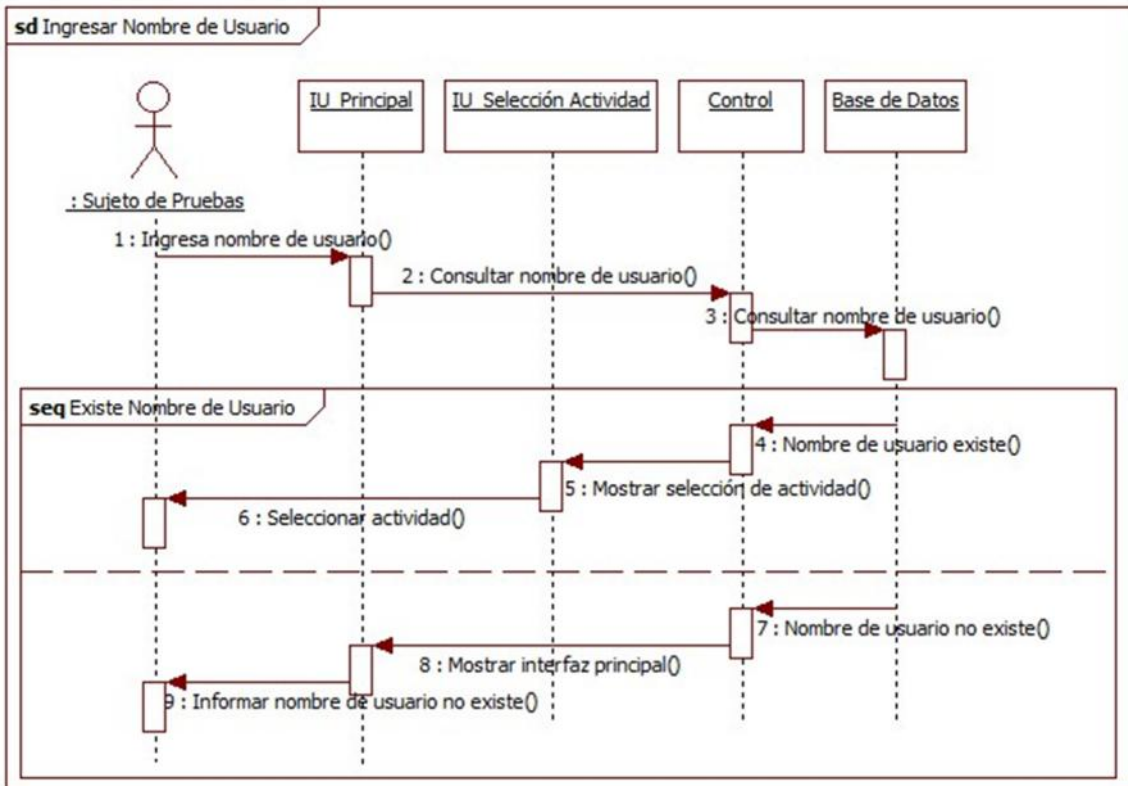 sd Ingresar Nombre de Usuario
IU_Principal
IU_Selección Actividad
Control
Base de Datos
: Sujeto de Pruebas
1 : Ingresa nombre de usuario()
2 : Consultar nombre de usuario()
3 : Consultar nombre de usuario()
seq Existe Nombre de Usuario
4 : Nombre de usuario existe()
5 : Mostrar selección de actividad()
6 : Seleccionar actividad()
7 : Nombre de usuario no existe()
8 : Mostrar interfaz principal()
9 : Informar nombre de usuario no existe()